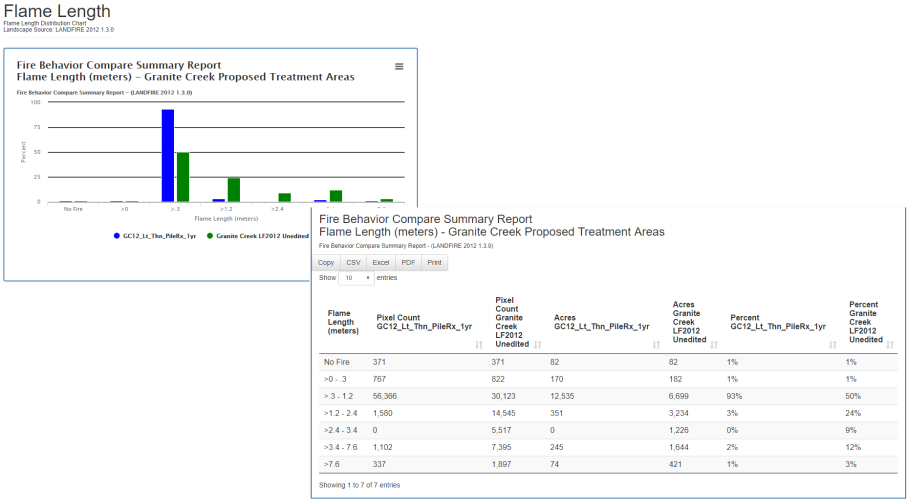 Flame Length
Flame Length Distribution Chart
Landscape Source: LANDFIRE 2012 1.3.0
Fire Behavior Compare Summary Report
Flame Length (meters) – Granite Creek Proposed Treatment Areas
Fire Behavior Compare Summary Report - (LANDFIRE 2012 1.3.0)
100
75
50
25
0
Percent
No Fire >0 >.3 >1.2 >2.4
Flame Length (meters)
GC12_Lt_Thn_PileRx_1yr Granite Creek LF2012 Unedited
Fire Behavior Compare Summary Report
Flame Length (meters) - Granite Creek Proposed Treatment Areas
Fire Behavior Compare Summary Report - (LANDFIRE 2012 1.3.0)
Copy CSV Excel PDF Print
Show 10 entries
Flame Length (meters) Pixel Count GC12_Lt_Thn_PileRx_1yr Pixel Count Granite Creek LF2012 Unedited Acres GC12_Lt_Thn_PileRx_1yr Acres Granite Creek LF2012 Unedited Percent GC12_Lt_Thn_PileRx_1yr Percent Granite Creek LF2012 Unedited
No Fire 371 371 82 82 1% 1%
>0 - .3 767 822 170 182 1% 1%
>.3 - 1.2 56,366 30,123 12,535 6,699 93% 50%
>1.2 - 2.4 1,580 14,545 351 3,234 3% 24%
>2.4 - 3.4 0 5,517 0 1,226 0% 9%
>3.4 - 7.6 1,102 7,395 245 1,644 2% 12%
>7.6 337 1,897 74 421 1% 3%
Showing 1 to 7 of 7 entries